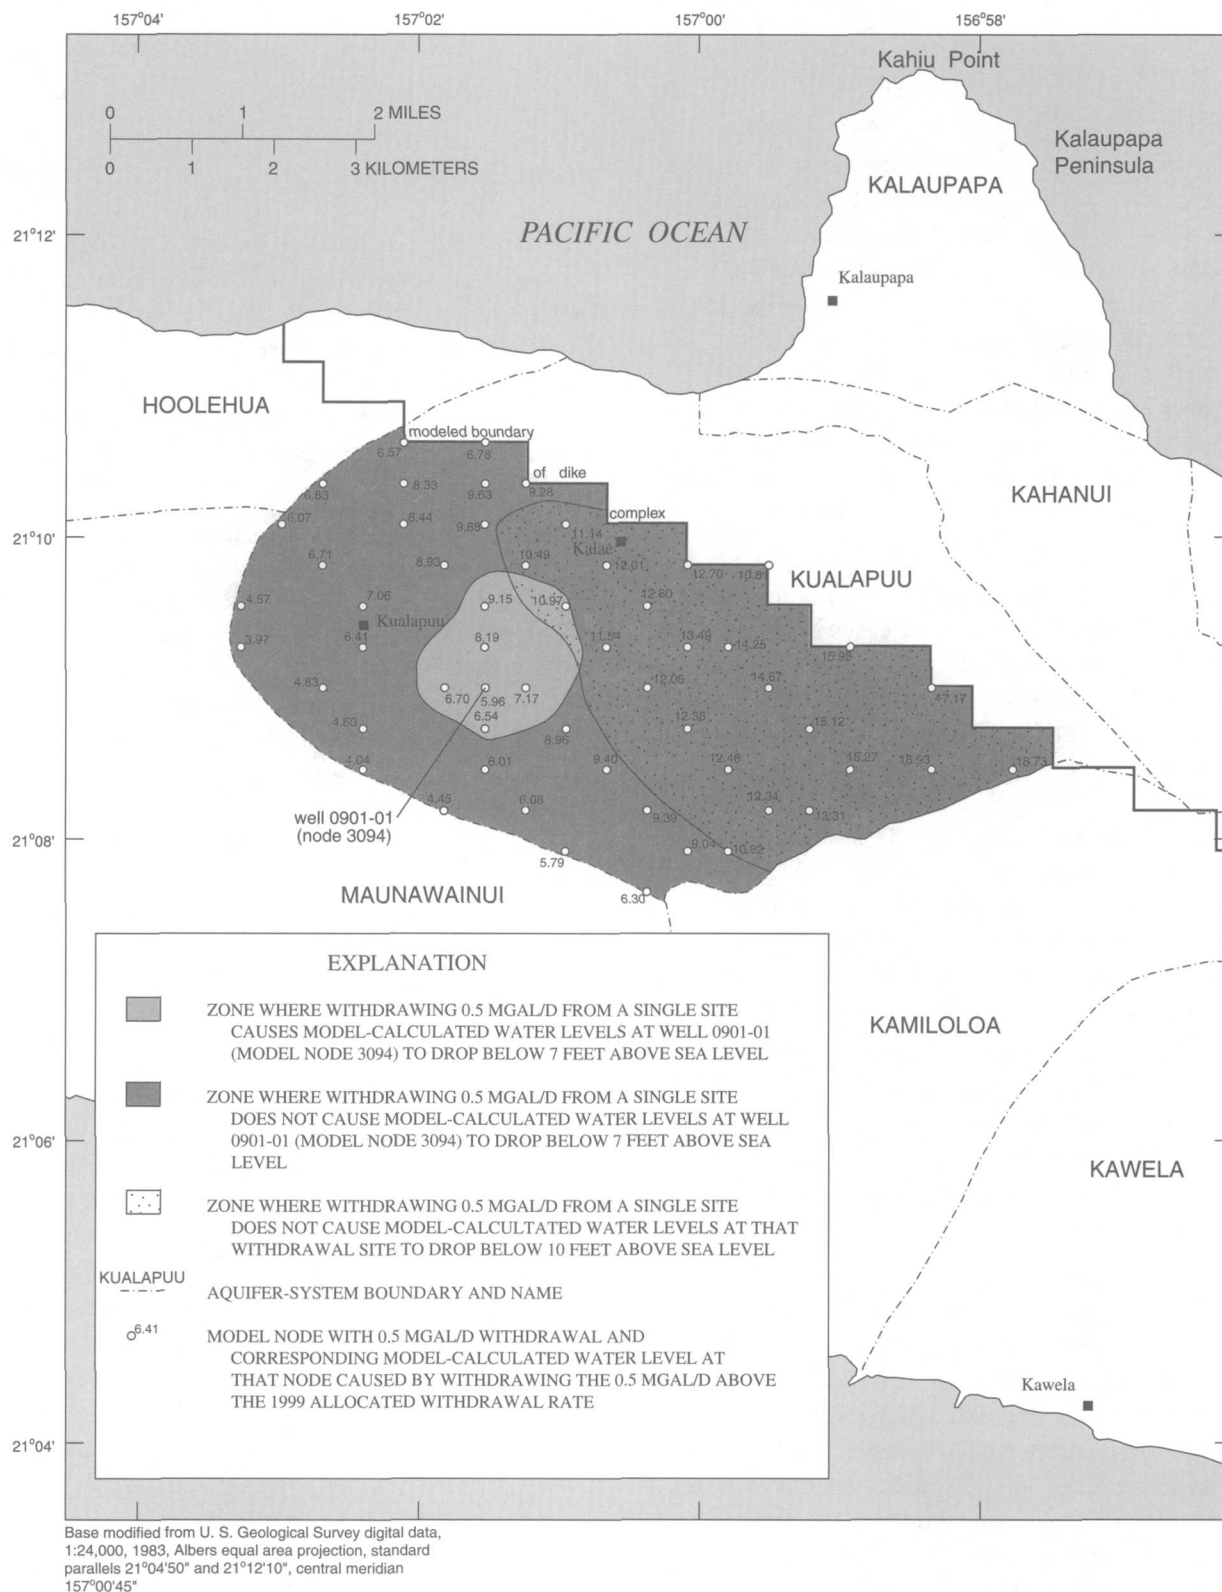 157°04'
157°02'
157°00'
156°58'
Kahiu Point
0 1 2 MILES
0 1 2 3 KILOMETERS
Kalaupapa
Peninsula
KALAUPAPA
21°12'
PACIFIC OCEAN
Kalaupapa
HOOLEHUA
modeled boundary
6.57
6.78
of dike
6.83
8.33
9.63
9.28
KAHANUI
complex
6.07
8.44
9.88
11.14
21°10'
Kalae
6.71
8.93
10.49
12.01
12.70
10.81
KUALAPUU
4.57
7.06
9.15
10.97
12.80
Kualapuu
3.97
6.41
8.19
11.54
13.44
14.25
15.93
4.83
6.70
5.96
7.17
12.06
14.67
17.17
4.60
6.54
8.96
12.36
15.12
4.04
6.01
9.40
12.46
15.27
16.93
18.73
4.45
6.08
9.39
12.34
13.31
well 0901-01
(node 3094)
21°08'
5.79
9.04
10.82
MAUNAWAINUI
6.30
EXPLANATION
ZONE WHERE WITHDRAWING 0.5 MGAL/D FROM A SINGLE SITE
CAUSES MODEL-CALCULATED WATER LEVELS AT WELL 0901-01
(MODEL NODE 3094) TO DROP BELOW 7 FEET ABOVE SEA LEVEL
KAMILOLOA
ZONE WHERE WITHDRAWING 0.5 MGAL/D FROM A SINGLE SITE
DOES NOT CAUSE MODEL-CALCULATED WATER LEVELS AT WELL
0901-01 (MODEL NODE 3094) TO DROP BELOW 7 FEET ABOVE SEA
LEVEL
21°06'
KAWELA
ZONE WHERE WITHDRAWING 0.5 MGAL/D FROM A SINGLE SITE
DOES NOT CAUSE MODEL-CALCULTATED WATER LEVELS AT THAT
WITHDRAWAL SITE TO DROP BELOW 10 FEET ABOVE SEA LEVEL
KUALAPUU
AQUIFER-SYSTEM BOUNDARY AND NAME
6.41
MODEL NODE WITH 0.5 MGAL/D WITHDRAWAL AND
CORRESPONDING MODEL-CALCULATED WATER LEVEL AT
THAT NODE CAUSED BY WITHDRAWING THE 0.5 MGAL/D ABOVE
THE 1999 ALLOCATED WITHDRAWAL RATE
Kawela
21°04'
Base modified from U. S. Geological Survey digital data,
1:24,000, 1983, Albers equal area projection, standard
parallels 21°04'50" and 21°12'10", central meridian
157°00'45"